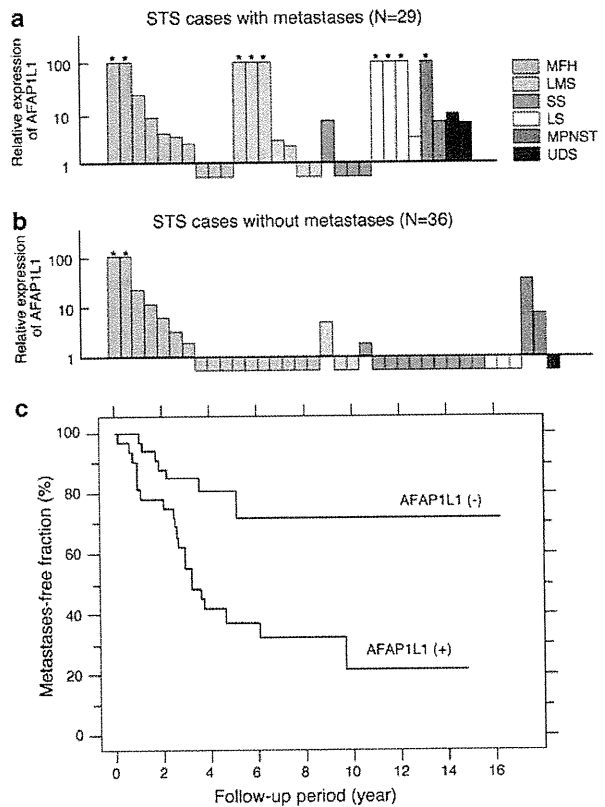 a
STS cases with metastases (N=29)
Relative expression
of AFAP1L1
100
10
1
* * * * * * * * *
MFH
LMS
SS
LS
MPNST
UDS
b
STS cases without metastases (N=36)
Relative expression
of AFAP1L1
100
10
1
* *
c
Metastases-free fraction (%)
100
80
60
40
20
0
AFAP1L1 (-)
AFAP1L1 (+)
0 2 4 6 8 10 12 14 16
Follow-up period (year)